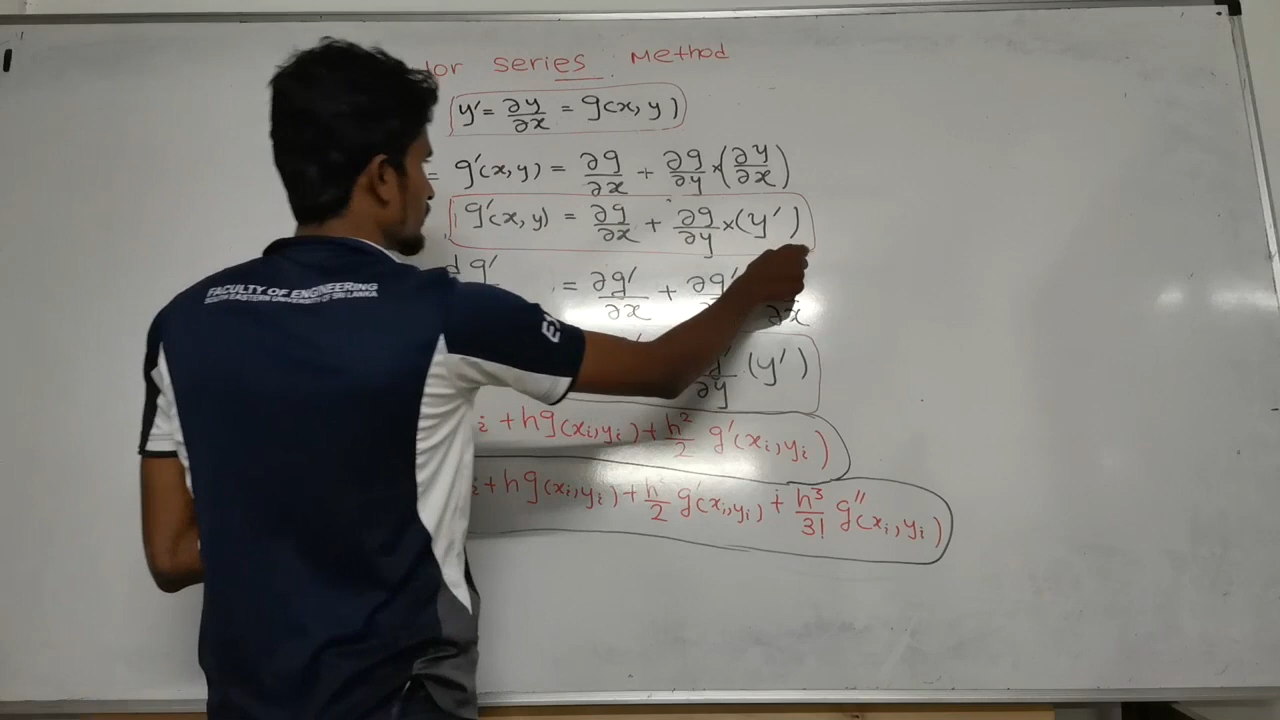 lor series Method
y' = ∂y/∂x = g(x, y)
= g'(x, y) = ∂g/∂x + ∂g/∂y × (∂y/∂x)
g'(x, y) = ∂g/∂x + ∂g/∂y × (y')
d g' = ∂g'/∂x + ∂g' ∂x
∂y (y')
i + hg(xi, yi) + h²/2 g'(xi, yi)
i + hg(xi, yi) + h/2 g'(xi, yi) + h³/3! g''(xi, yi)
FACULTY OF ENGINEERING
SOUTH EASTERN UNIVERSITY OF SRI LANKA